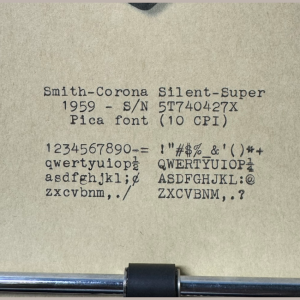 Smith-Corona Silent-Super
1959 - S/N 5T740427X
Pica font (10 CPI)
1234567890-= !"#$%_&'()*+
qwertyuiop½ QWERTYUIOP¼
asdfghjkl;¢ ASDFGHJKL:@
zxcvbnm,./ ZXCVBNM,.?